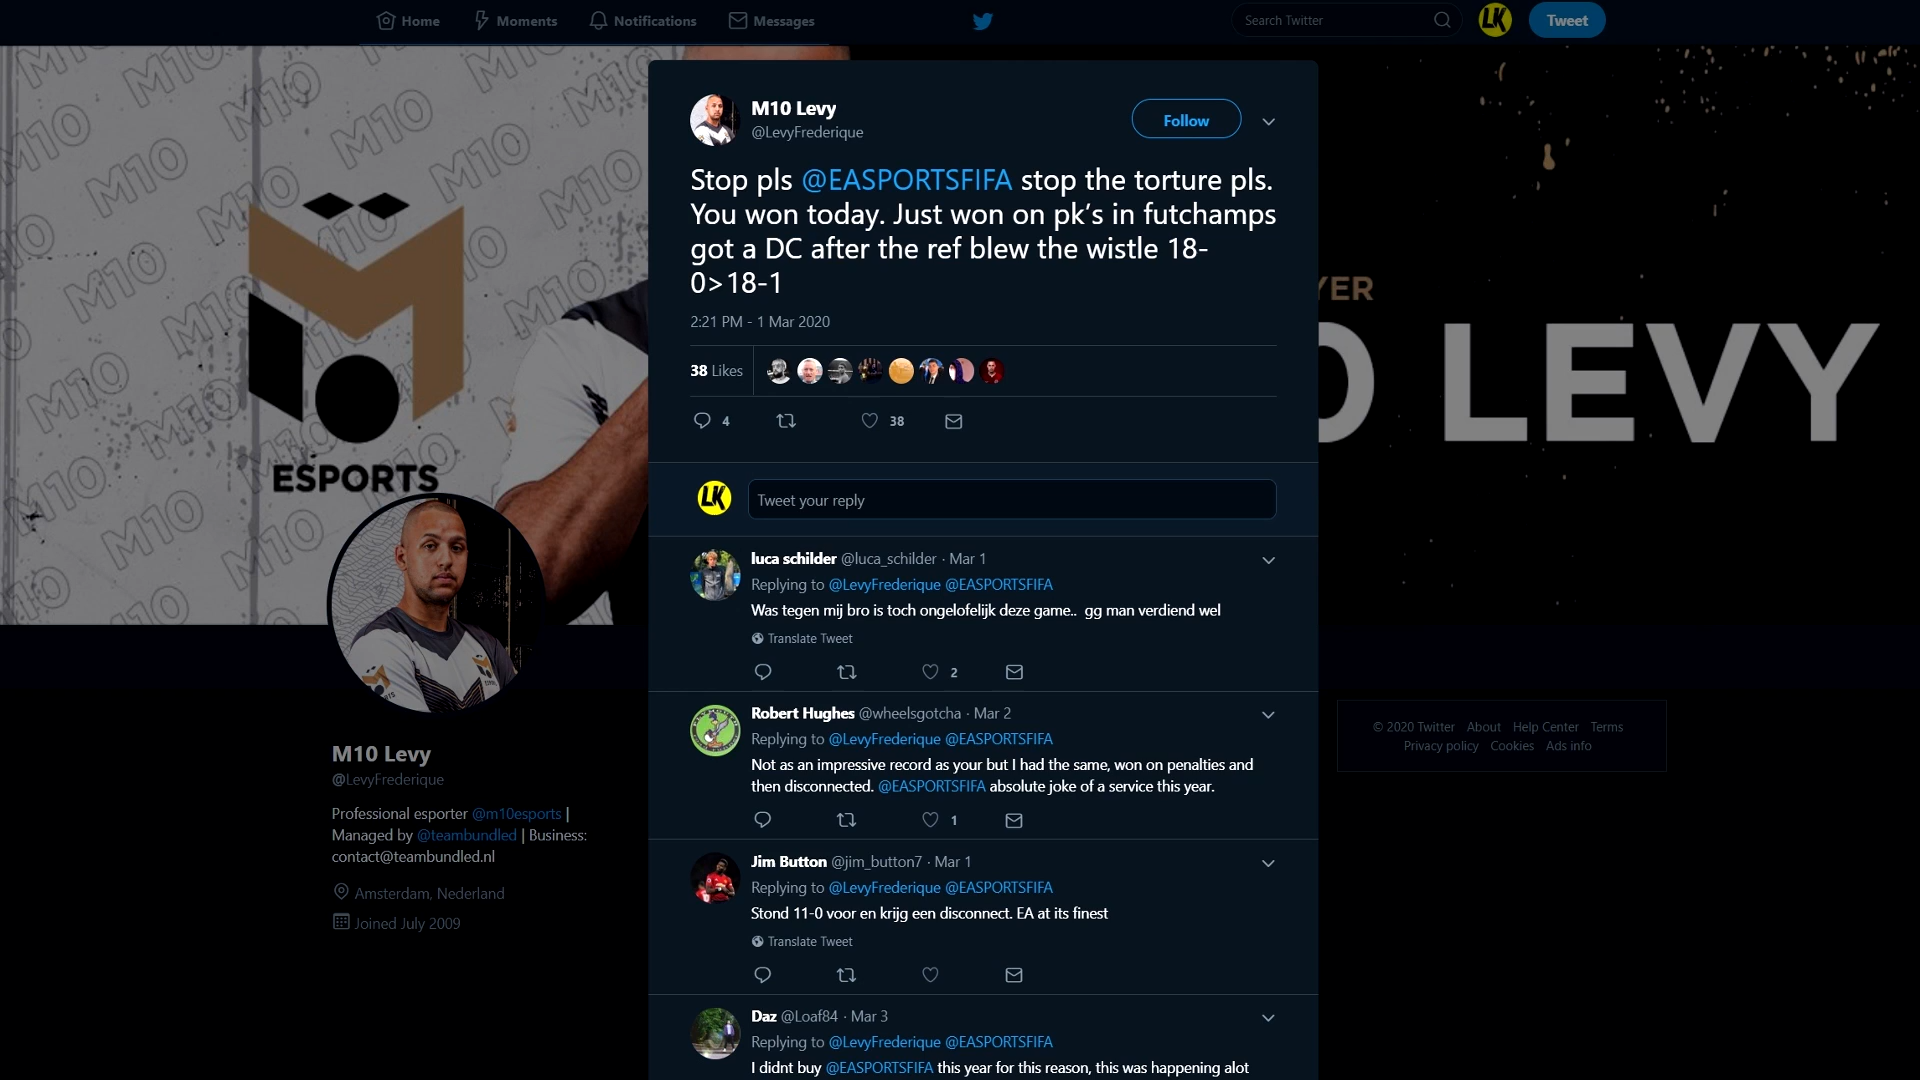 Home Moments Notifications Messages Search Twitter LK Tweet
M10 Levy
@LevyFrederique
Follow
Stop pls @EASPORTSFIFA stop the torture pls.
You won today. Just won on pk's in futchamps
got a DC after the ref blew the wistle 18-
0>18-1
2:21 PM - 1 Mar 2020
38 Likes
4 38
LK Tweet your reply
luca schilder @luca_schilder · Mar 1
Replying to @LevyFrederique @EASPORTSFIFA
Was tegen mij bro is toch ongelofelijk deze game.. gg man verdiend wel
Translate Tweet
2
Robert Hughes @wheelsgotcha · Mar 2
Replying to @LevyFrederique @EASPORTSFIFA
Not as an impressive record as your but I had the same, won on penalties and
then disconnected. @EASPORTSFIFA absolute joke of a service this year.
1
Jim Button @jim_button7 · Mar 1
Replying to @LevyFrederique @EASPORTSFIFA
Stond 11-0 voor en krijg een disconnect. EA at its finest
Translate Tweet
Daz @Loaf84 · Mar 3
Replying to @LevyFrederique @EASPORTSFIFA
I didnt buy @EASPORTSFIFA this year for this reason, this was happening alot
M10
ESPORTS
YER
0 LEVY
M10 Levy
@LevyFrederique
Professional esporter @m10esports |
Managed by @teambundled | Business:
contact@teambundled.nl
Amsterdam, Nederland
Joined July 2009
© 2020 Twitter About Help Center Terms
Privacy policy Cookies Ads info